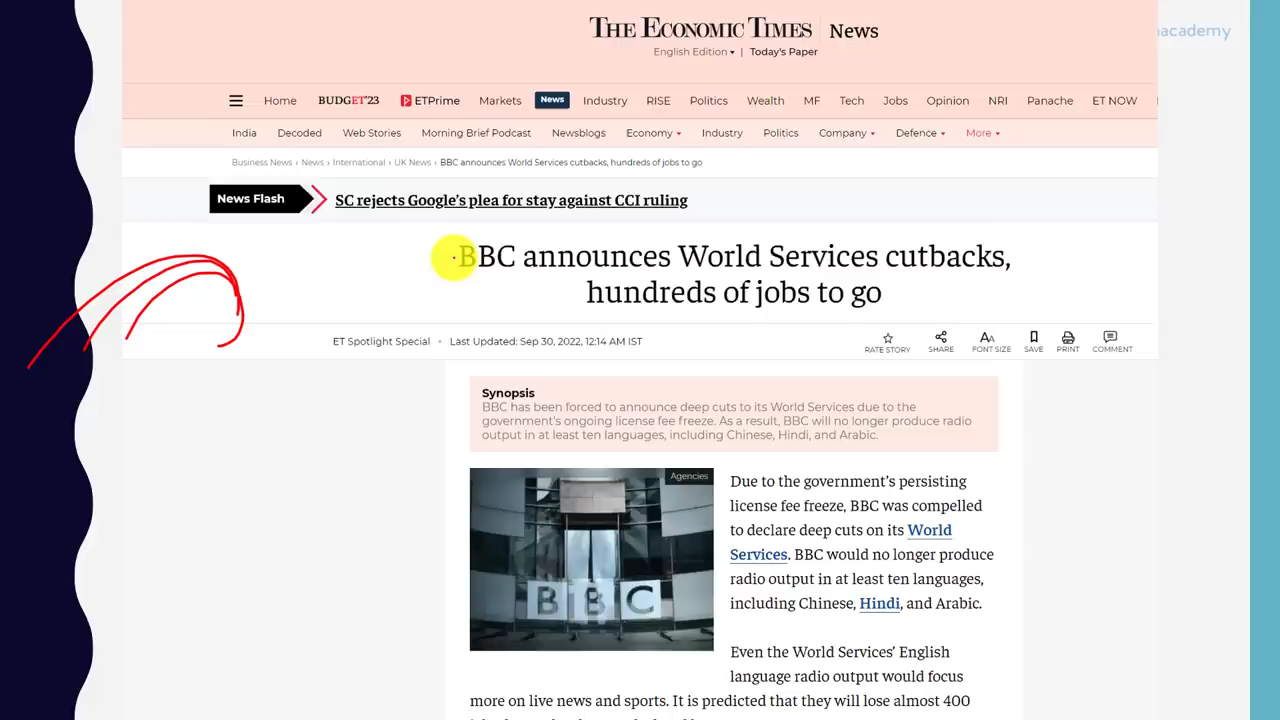 THE ECONOMIC TIMES | News
English Edition | Today's Paper
Home BUDGET'23 ETPrime Markets News Industry RISE Politics Wealth MF Tech Jobs Opinion NRI Panache ET NOW
India Decoded Web Stories Morning Brief Podcast Newsblogs Economy Industry Politics Company Defence More
Business News › News › International › UK News › BBC announces World Services cutbacks, hundreds of jobs to go
News Flash SC rejects Google's plea for stay against CCI ruling
BBC announces World Services cutbacks,
hundreds of jobs to go
ET Spotlight Special • Last Updated: Sep 30, 2022, 12:14 AM IST
RATE STORY SHARE FONT SIZE SAVE PRINT COMMENT
Synopsis
BBC has been forced to announce deep cuts to its World Services due to the
government's ongoing license fee freeze. As a result, BBC will no longer produce radio
output in at least ten languages, including Chinese, Hindi, and Arabic.
Agencies
BBC
Due to the government's persisting
license fee freeze, BBC was compelled
to declare deep cuts on its World
Services. BBC would no longer produce
radio output in at least ten languages,
including Chinese, Hindi, and Arabic.
Even the World Services' English
language radio output would focus
more on live news and sports. It is predicted that they will lose almost 400